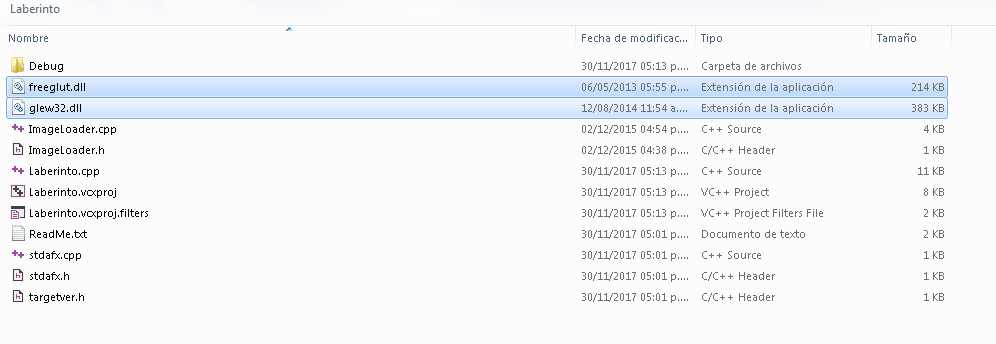 Laberinto
Nombre Fecha de modificac... Tipo Tamaño
Debug 30/11/2017 05:13 p.... Carpeta de archivos
freeglut.dll 06/05/2013 05:55 p.... Extensión de la aplicación 214 KB
glew32.dll 12/08/2014 11:54 a.... Extensión de la aplicación 383 KB
ImageLoader.cpp 02/12/2015 04:54 p.... C++ Source 4 KB
ImageLoader.h 02/12/2015 04:38 p.... C/C++ Header 1 KB
Laberinto.cpp 30/11/2017 05:13 p.... C++ Source 11 KB
Laberinto.vcxproj 30/11/2017 05:13 p.... VC++ Project 8 KB
Laberinto.vcxproj.filters 30/11/2017 05:13 p.... VC++ Project Filters File 2 KB
ReadMe.txt 30/11/2017 05:01 p.... Documento de texto 2 KB
stdafx.cpp 30/11/2017 05:01 p.... C++ Source 1 KB
stdafx.h 30/11/2017 05:01 p.... C/C++ Header 1 KB
targetver.h 30/11/2017 05:01 p.... C/C++ Header 1 KB